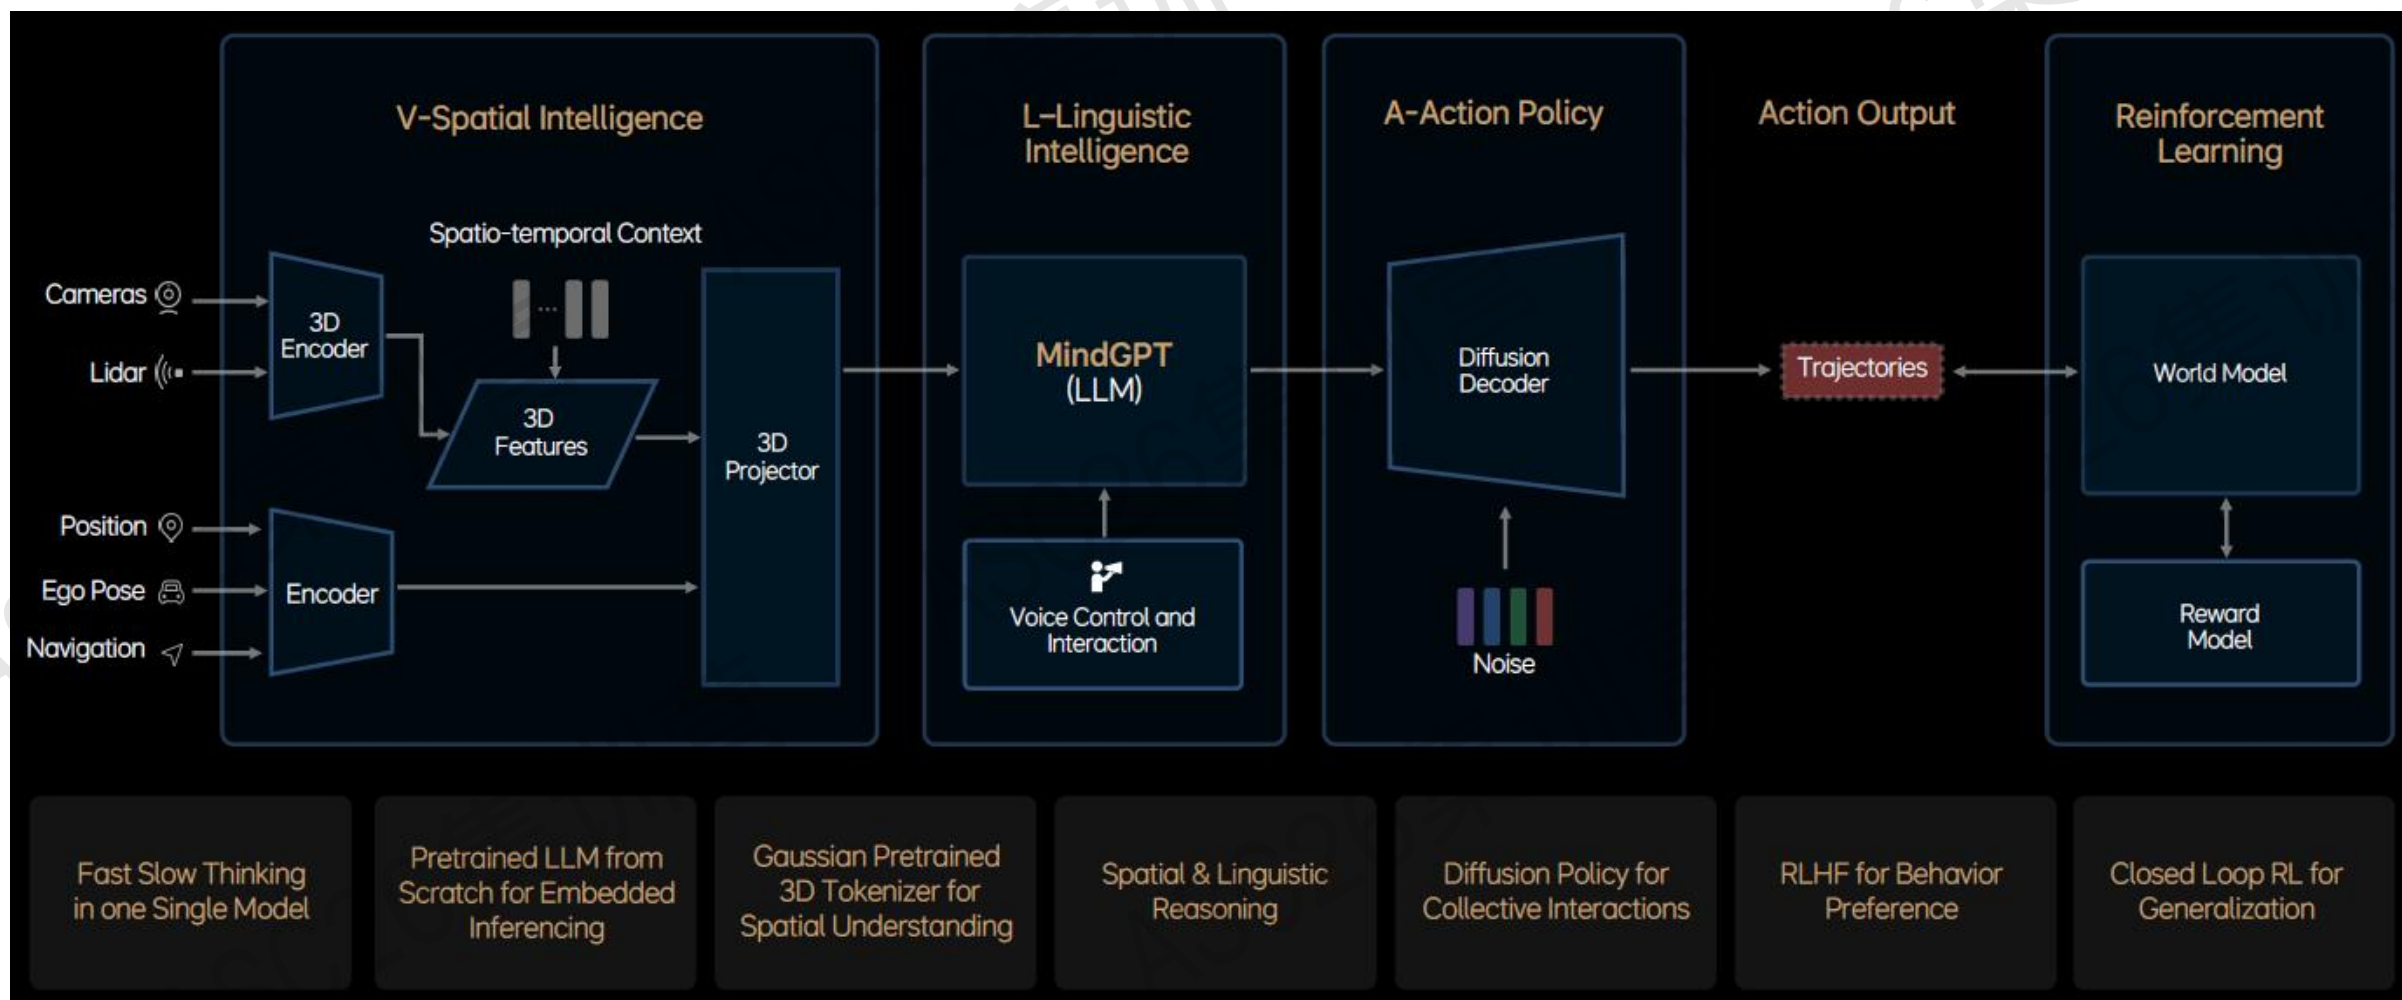 V-Spatial Intelligence
Spatio-temporal Context
Cameras
Lidar
3D
Encoder
3D
Features
3D
Projector
Position
Ego Pose
Navigation
Encoder
L–Linguistic
Intelligence
MindGPT
(LLM)
Voice Control and
Interaction
A-Action Policy
Diffusion
Decoder
Noise
Action Output
Trajectories
Reinforcement
Learning
World Model
Reward
Model
Fast Slow Thinking
in one Single Model
Pretrained LLM from
Scratch for Embedded
Inferencing
Gaussian Pretrained
3D Tokenizer for
Spatial Understanding
Spatial & Linguistic
Reasoning
Diffusion Policy for
Collective Interactions
RLHF for Behavior
Preference
Closed Loop RL for
Generalization